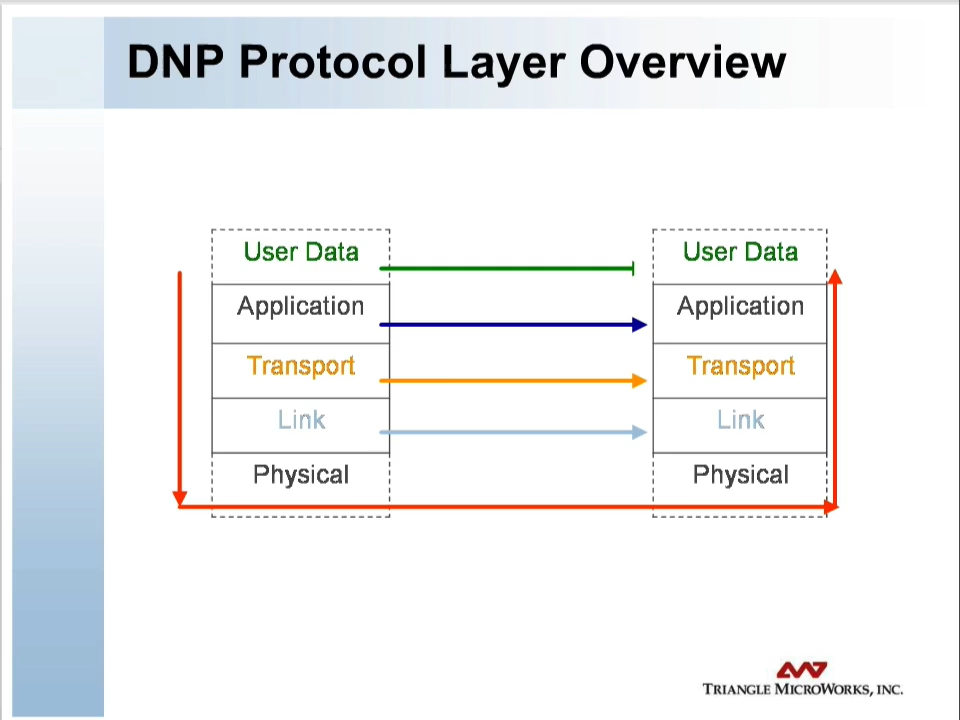 DNP Protocol Layer Overview
User Data
User Data
Application
Application
Transport
Transport
Link
Link
Physical
Physical
TRIANGLE MICROWORKS, INC.